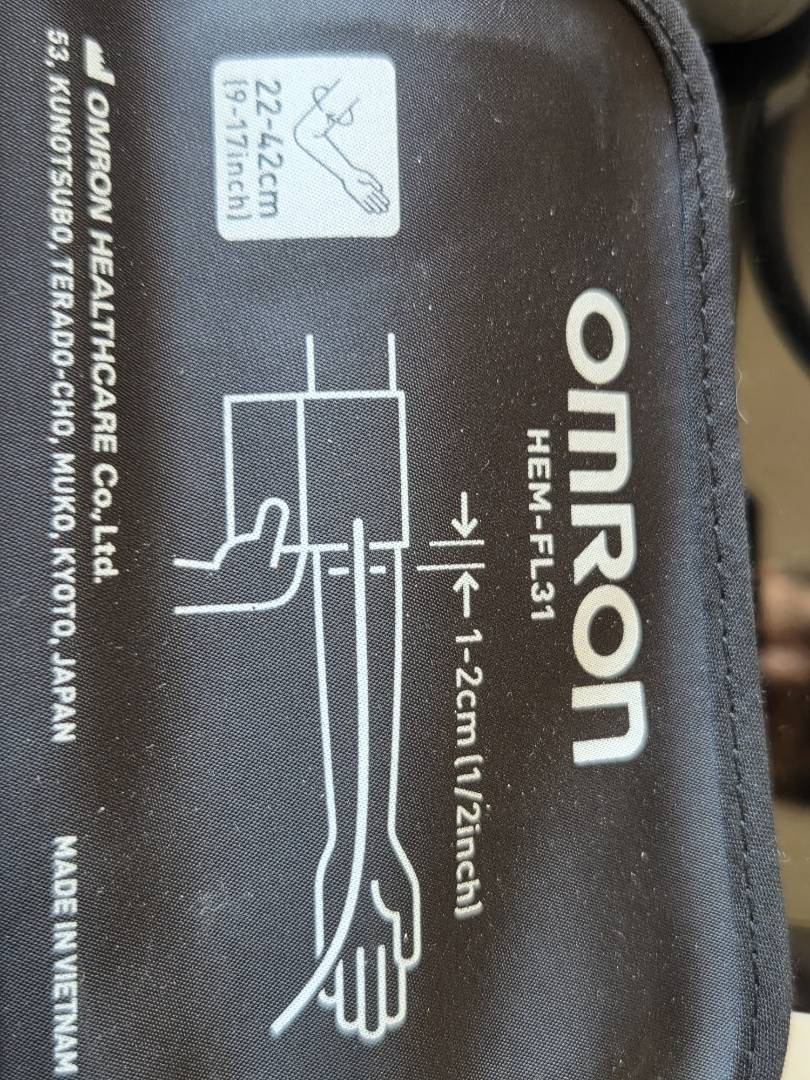 OMRON
HEM-FL31
1-2cm (1/2inch)
22-42cm
(9-17inch)
OMRON HEALTHCARE Co., Ltd.
53, KUNOTSUBO, TERADO-CHO, MUKO, KYOTO, JAPAN MADE IN VIETNAM